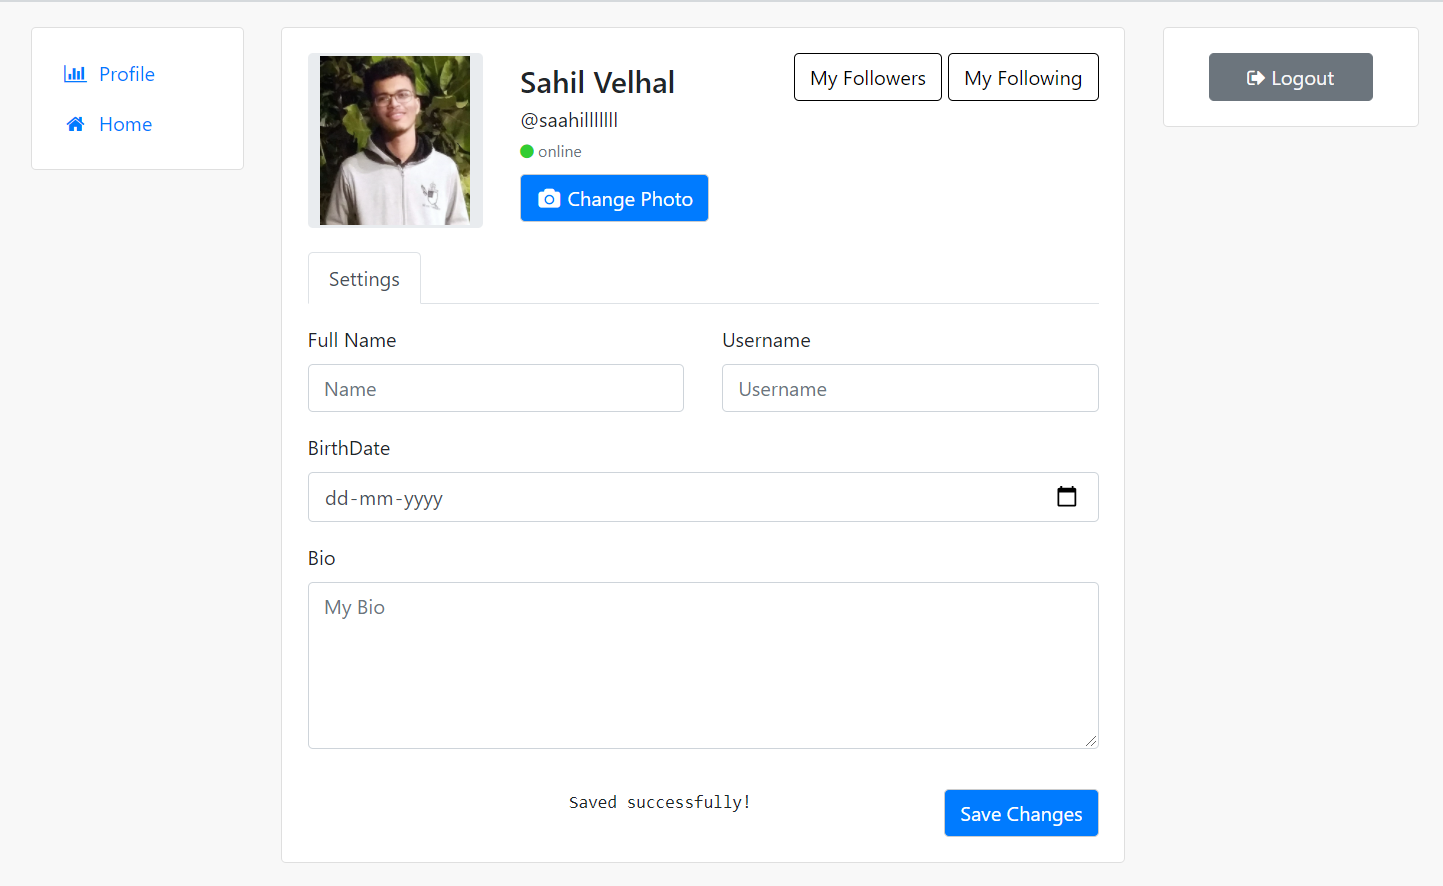 Profile
Home
Sahil Velhal
@saahilllllll
online
Change Photo
My Followers
My Following
Logout
Settings
Full Name
Username
Name
Username
BirthDate
dd-mm-yyyy
Bio
My Bio
Saved successfully!
Save Changes